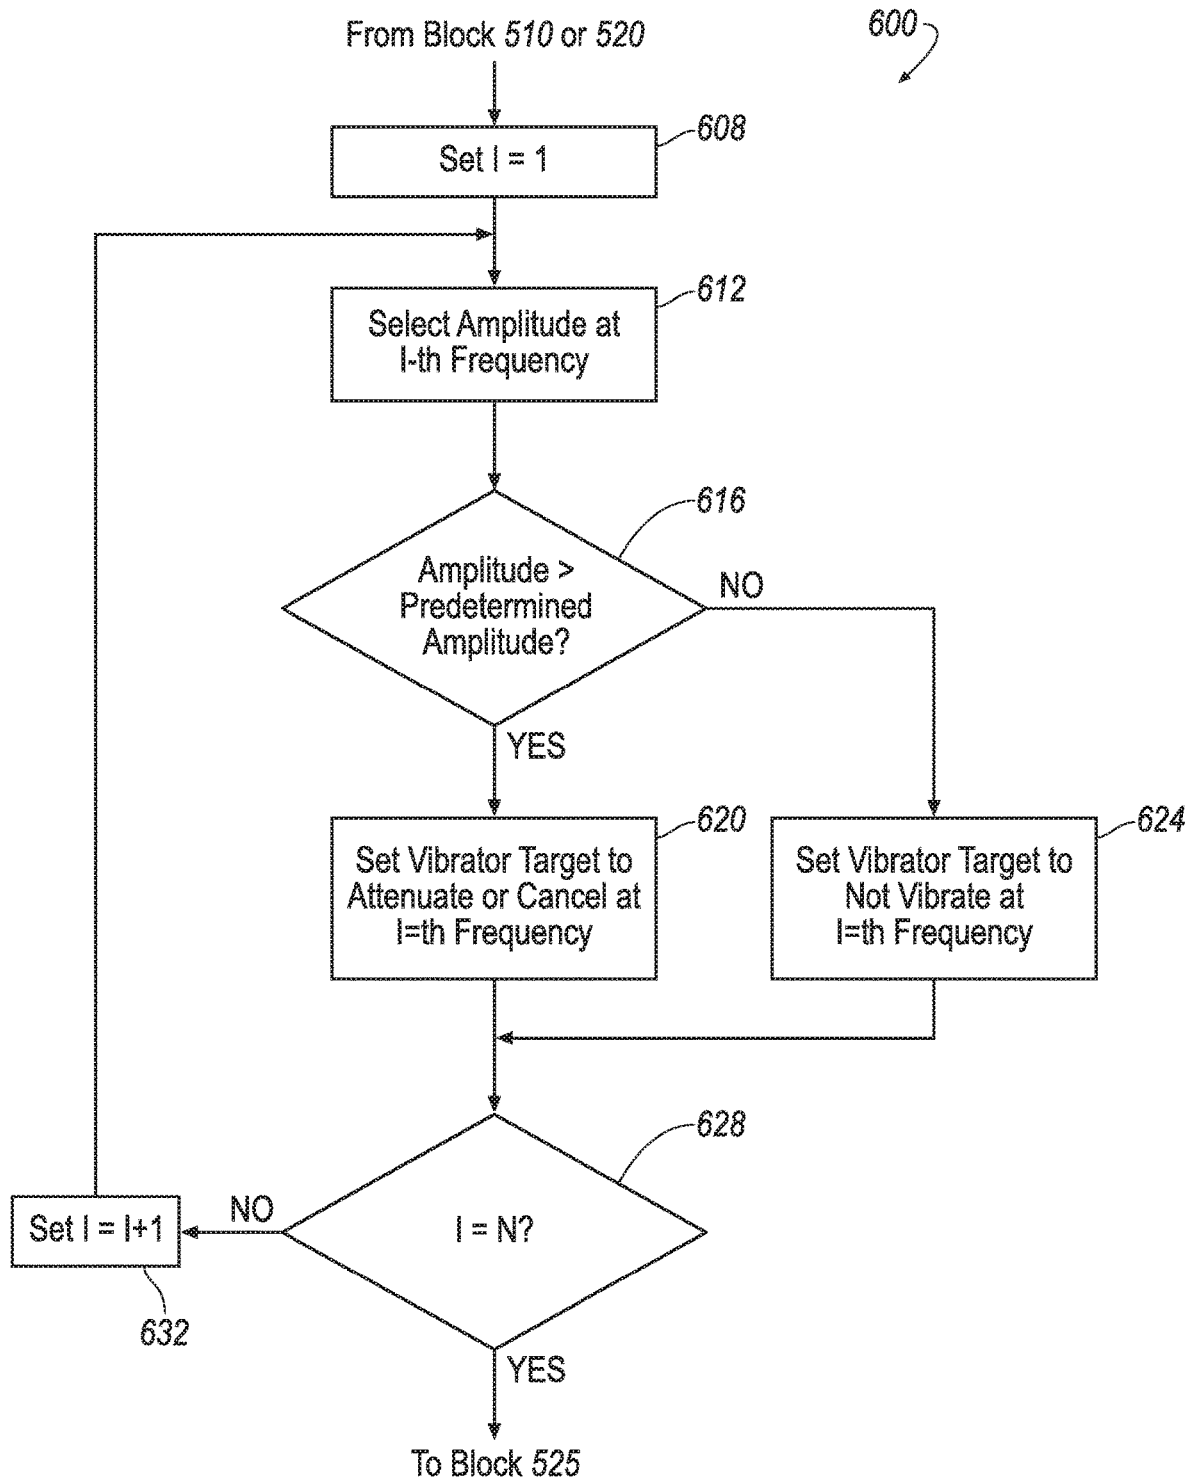 From Block 510 or 520
600
608
Set I = 1
612
Select Amplitude at
I-th Frequency
616
Amplitude >
Predetermined
Amplitude?
NO
YES
620
Set Vibrator Target to
Attenuate or Cancel at
I=th Frequency
624
Set Vibrator Target to
Not Vibrate at
I=th Frequency
628
I = N?
NO
Set I = I+1
632
YES
To Block 525